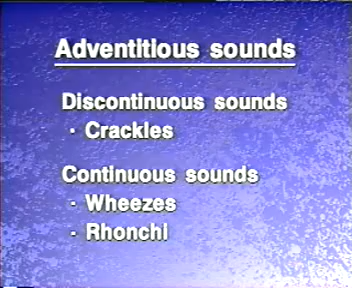 Adventitious sounds
Discontinuous sounds
· Crackles
Continuous sounds
· Wheezes
· Rhonchi